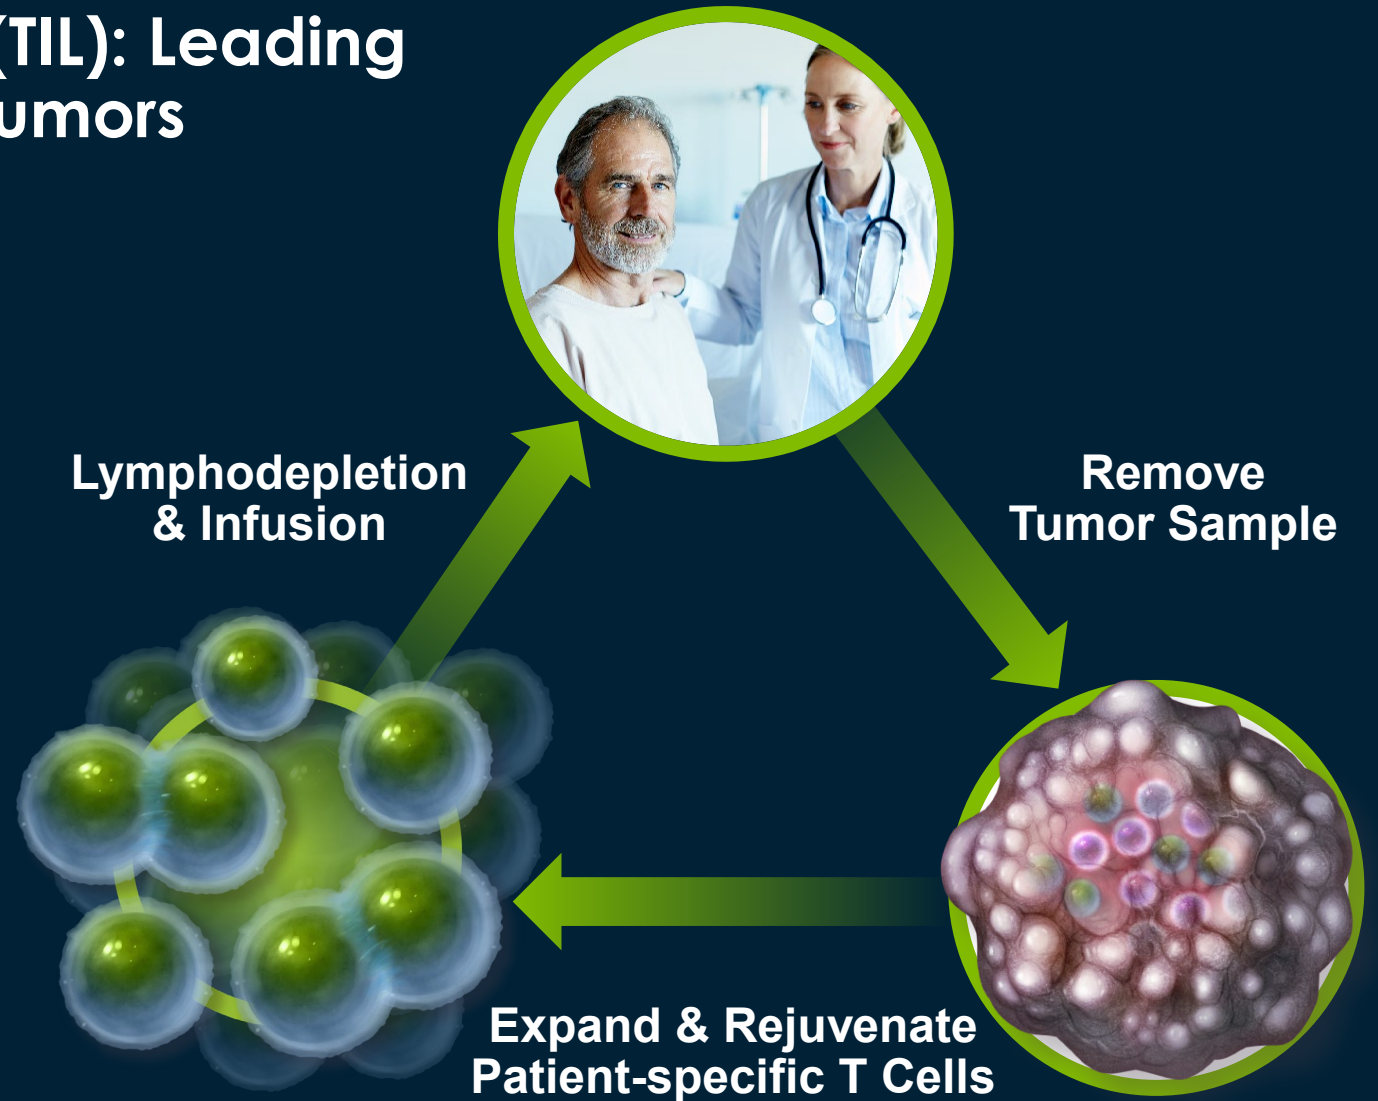 (TIL): Leading
umors
Lymphodepletion
& Infusion
Remove
Tumor Sample
Expand & Rejuvenate
Patient-specific T Cells